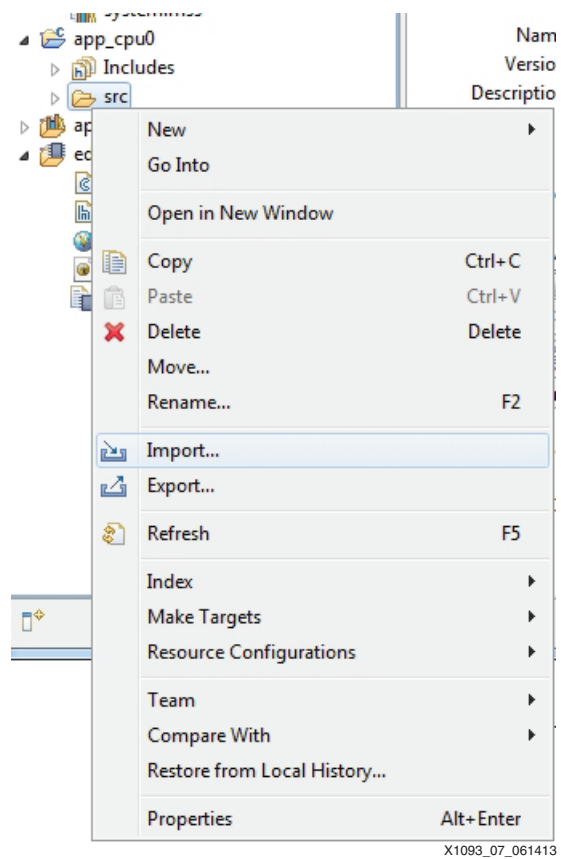 app_cpu0
Nam
Includes
Versio
src
Descriptio
ap
New
ec
Go Into
Open in New Window
Copy Ctrl+C
Paste Ctrl+V
Delete Delete
Move...
Rename... F2
Import...
Export...
Refresh F5
Index
Make Targets
Resource Configurations
Team
Compare With
Restore from Local History...
Properties Alt+Enter
X1093_07_061413